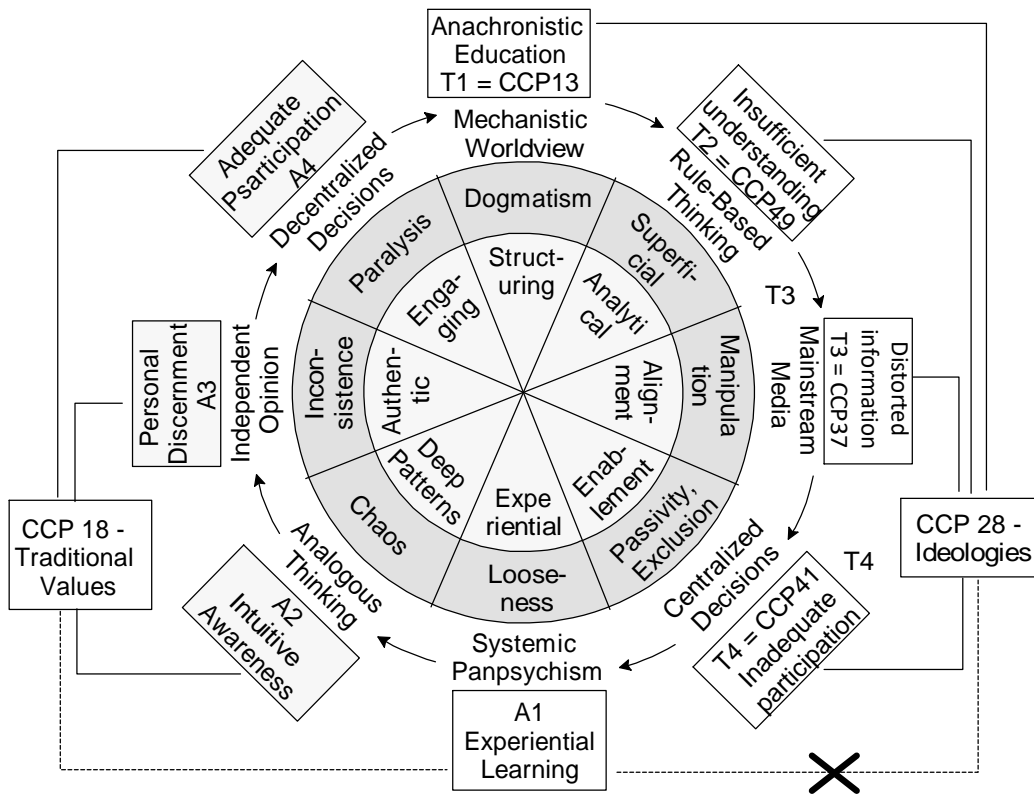 Anachronistic
Education
T1 = CCP13
Mechanistic
Worldview
Insufficient
understanding
T2 = CCP49
Rule-Based
Thinking
T3
Distorted
information
T3 = CCP37
Mainstream
Media
T4
T4 = CCP41
Inadequate
participation
Centralized
Decisions
CCP 28 -
Ideologies
Systemic
Panpsychism
A1
Experiential
Learning
Analogous
Thinking
A2
Intuitive
Awareness
CCP 18 -
Traditional
Values
Personal
Discernment
A3
Independent
Opinion
Adequate
Psarticipation
A4
Decentralized
Decisions
Dogmatism
Superfi-
cial
Manipula
tion
Passivity,
Exclusion
Loose-
ness
Chaos
Incon-
sistence
Paralysis
Struct-
uring
Analyti
cal
Align-
ment
Enab-
lement
Expe
riential
Deep
Patterns
Authen-
tic
Enga-
ging